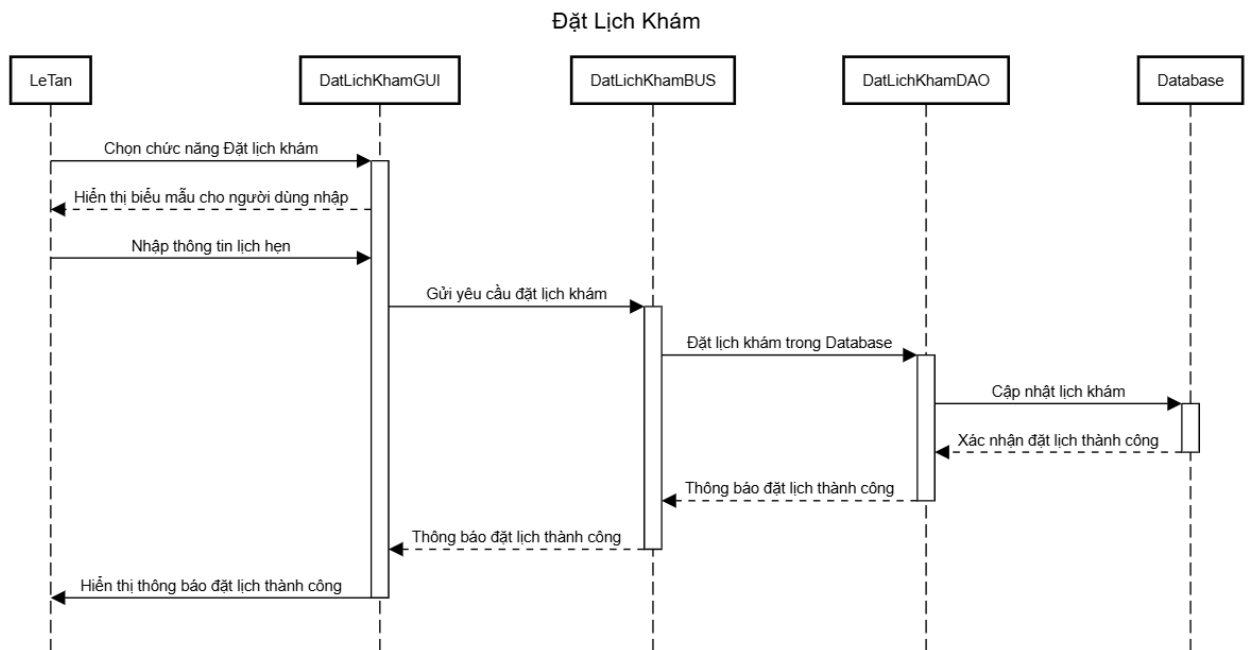 Đặt Lịch Khám
LeTan
DatLichKhamGUI
DatLichKhamBUS
DatLichKhamDAO
Database
Chọn chức năng Đặt lịch khám
Hiển thị biểu mẫu cho người dùng nhập
Nhập thông tin lịch hẹn
Gửi yêu cầu đặt lịch khám
Đặt lịch khám trong Database
Cập nhật lịch khám
Xác nhận đặt lịch thành công
Thông báo đặt lịch thành công
Thông báo đặt lịch thành công
Hiển thị thông báo đặt lịch thành công